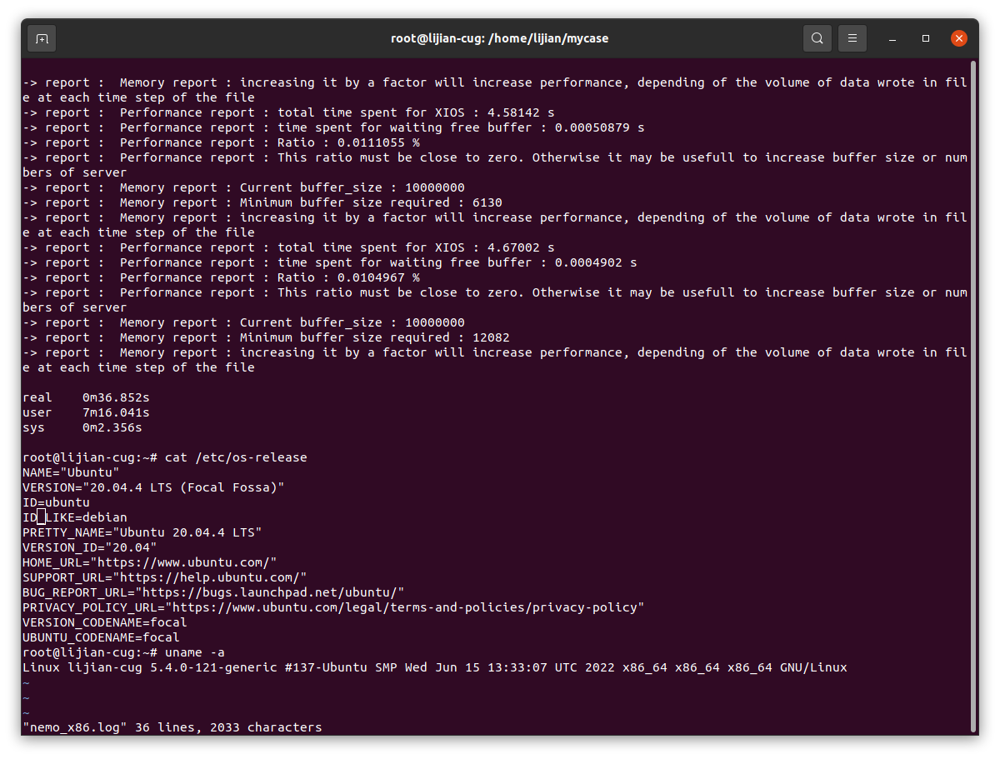 root@lijian-cug: /home/lijian/mycase
-> report :  Memory report : increasing it by a factor will increase performance, depending of the volume of data wrote in fil
e at each time step of the file
-> report :  Performance report : total time spent for XIOS : 4.58142 s
-> report :  Performance report : time spent for waiting free buffer : 0.00050879 s
-> report :  Performance report : Ratio : 0.0111055 %
-> report :  Performance report : This ratio must be close to zero. Otherwise it may be usefull to increase buffer size or num
bers of server
-> report :  Memory report : Current buffer_size : 10000000
-> report :  Memory report : Minimum buffer size required : 6130
-> report :  Memory report : increasing it by a factor will increase performance, depending of the volume of data wrote in fil
e at each time step of the file
-> report :  Performance report : total time spent for XIOS : 4.67002 s
-> report :  Performance report : time spent for waiting free buffer : 0.0004902 s
-> report :  Performance report : Ratio : 0.0104967 %
-> report :  Performance report : This ratio must be close to zero. Otherwise it may be usefull to increase buffer size or num
bers of server
-> report :  Memory report : Current buffer_size : 10000000
-> report :  Memory report : Minimum buffer size required : 12082
-> report :  Memory report : increasing it by a factor will increase performance, depending of the volume of data wrote in fil
e at each time step of the file
real    0m36.852s
user    7m16.041s
sys     0m2.356s
root@lijian-cug:~# cat /etc/os-release
NAME="Ubuntu"
VERSION="20.04.4 LTS (Focal Fossa)"
ID=ubuntu
ID_LIKE=debian
PRETTY_NAME="Ubuntu 20.04.4 LTS"
VERSION_ID="20.04"
HOME_URL="https://www.ubuntu.com/"
SUPPORT_URL="https://help.ubuntu.com/"
BUG_REPORT_URL="https://bugs.launchpad.net/ubuntu/"
PRIVACY_POLICY_URL="https://www.ubuntu.com/legal/terms-and-policies/privacy-policy"
VERSION_CODENAME=focal
UBUNTU_CODENAME=focal
root@lijian-cug:~# uname -a
Linux lijian-cug 5.4.0-121-generic #137-Ubuntu SMP Wed Jun 15 13:33:07 UTC 2022 x86_64 x86_64 x86_64 GNU/Linux
~
~
~
"nemo_x86.log" 36 lines, 2033 characters